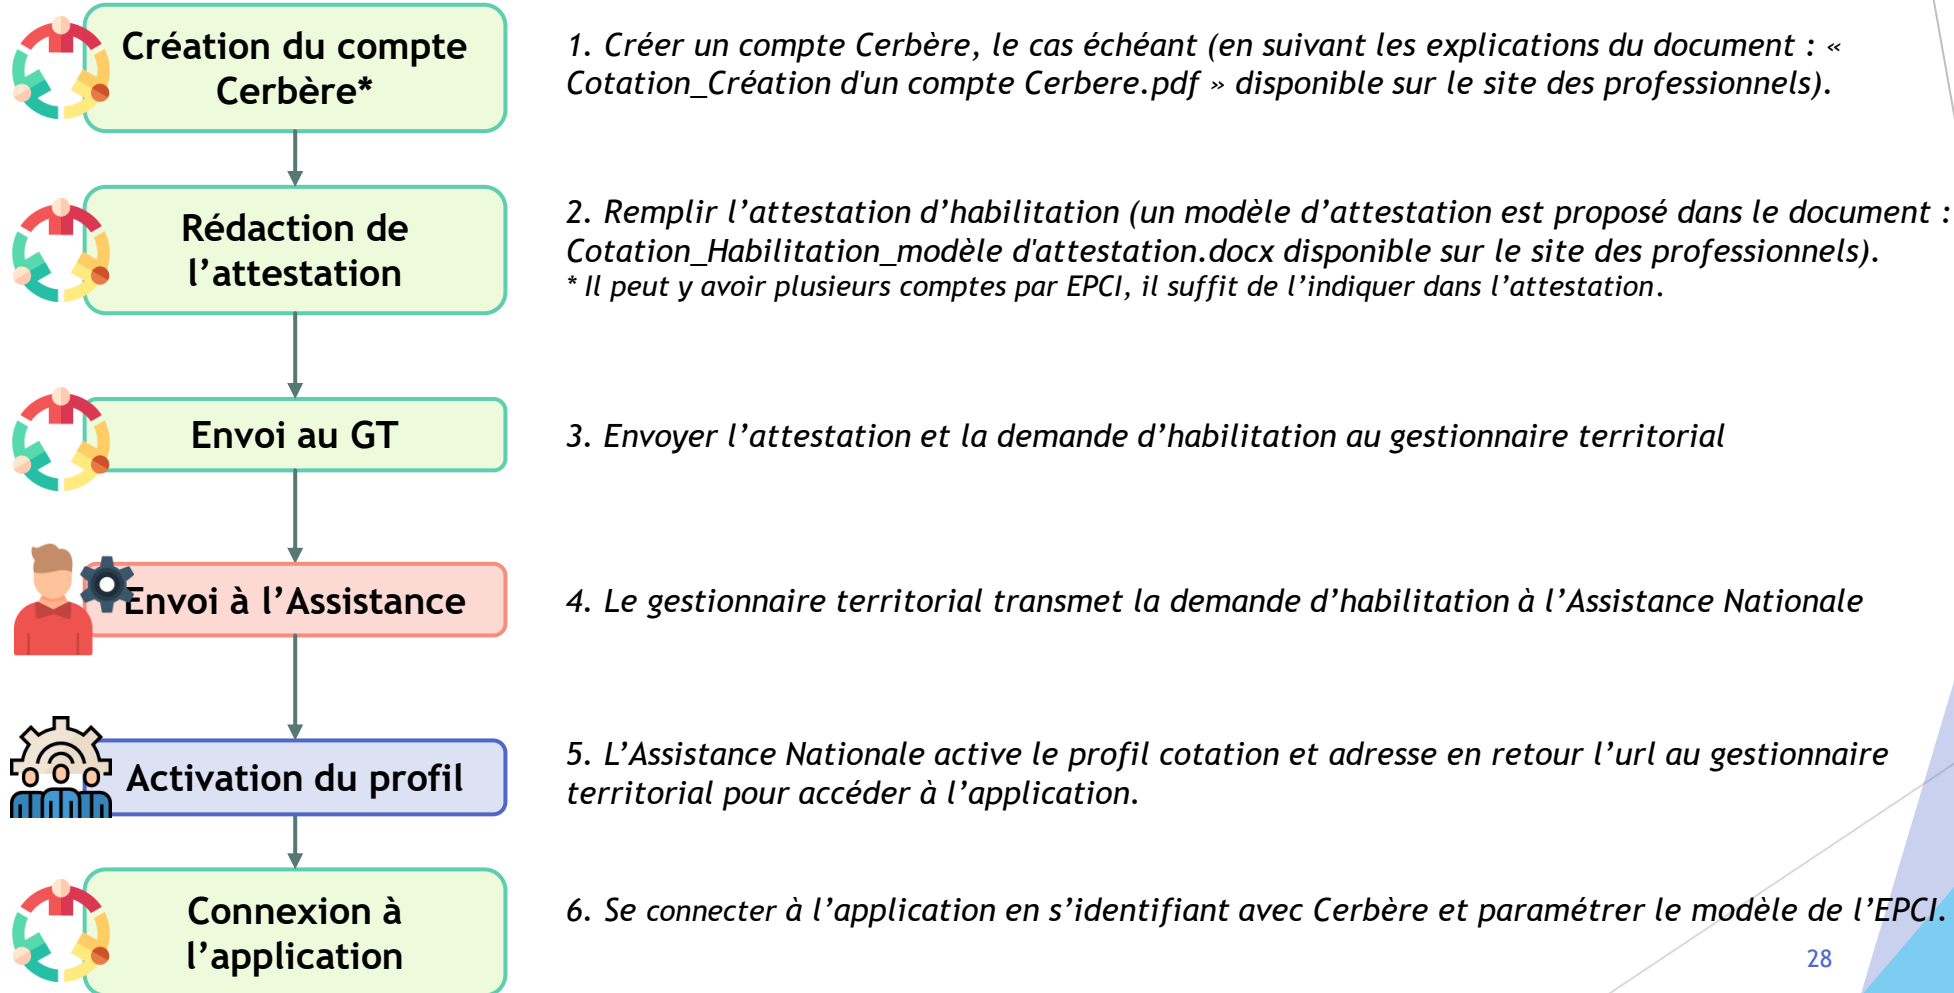 Création du compte
Cerbère*
1. Créer un compte Cerbère, le cas échéant (en suivant les explications du document : «
Cotation_Création d'un compte Cerbere.pdf » disponible sur le site des professionnels).
Rédaction de
l’attestation
2. Remplir l’attestation d’habilitation (un modèle d’attestation est proposé dans le document :
Cotation_Habilitation_modèle d'attestation.docx disponible sur le site des professionnels).
* Il peut y avoir plusieurs comptes par EPCI, il suffit de l’indiquer dans l’attestation.
Envoi au GT
3. Envoyer l’attestation et la demande d’habilitation au gestionnaire territorial
Envoi à l’Assistance
4. Le gestionnaire territorial transmet la demande d’habilitation à l’Assistance Nationale
Activation du profil
5. L’Assistance Nationale active le profil cotation et adresse en retour l’url au gestionnaire
territorial pour accéder à l’application.
Connexion à
l’application
6. Se connecter à l’application en s’identifiant avec Cerbère et paramétrer le modèle de l’EPCI.
28